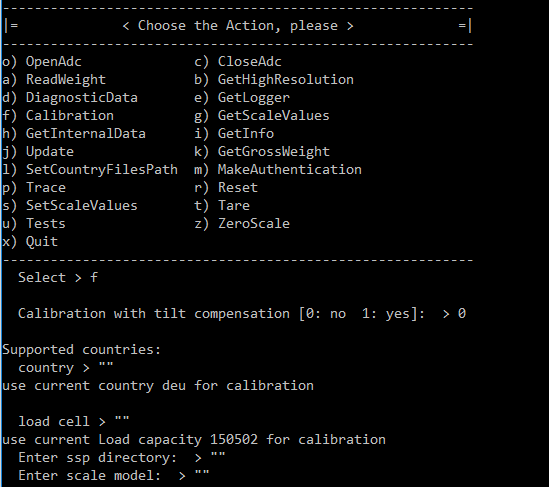 -----------------------------------------------------------
|=             < Choose the Action, please >             =|
-----------------------------------------------------------
o) OpenAdc              c) CloseAdc
a) ReadWeight           b) GetHighResolution
d) DiagnosticData       e) GetLogger
f) Calibration          g) GetScaleValues
h) GetInternalData      i) GetInfo
j) Update               k) GetGrossWeight
l) SetCountryFilesPath  m) MakeAuthentication
p) Trace                r) Reset
s) SetScaleValues       t) Tare
u) Tests                z) ZeroScale
x) Quit
-----------------------------------------------------------
  Select > f
  Calibration with tilt compensation [0: no  1: yes]:  > 0
Supported countries:
  country > ""
use current country deu for calibration
  load cell > ""
use current Load capacity 150502 for calibration
  Enter ssp directory:  > ""
  Enter scale model:  > ""